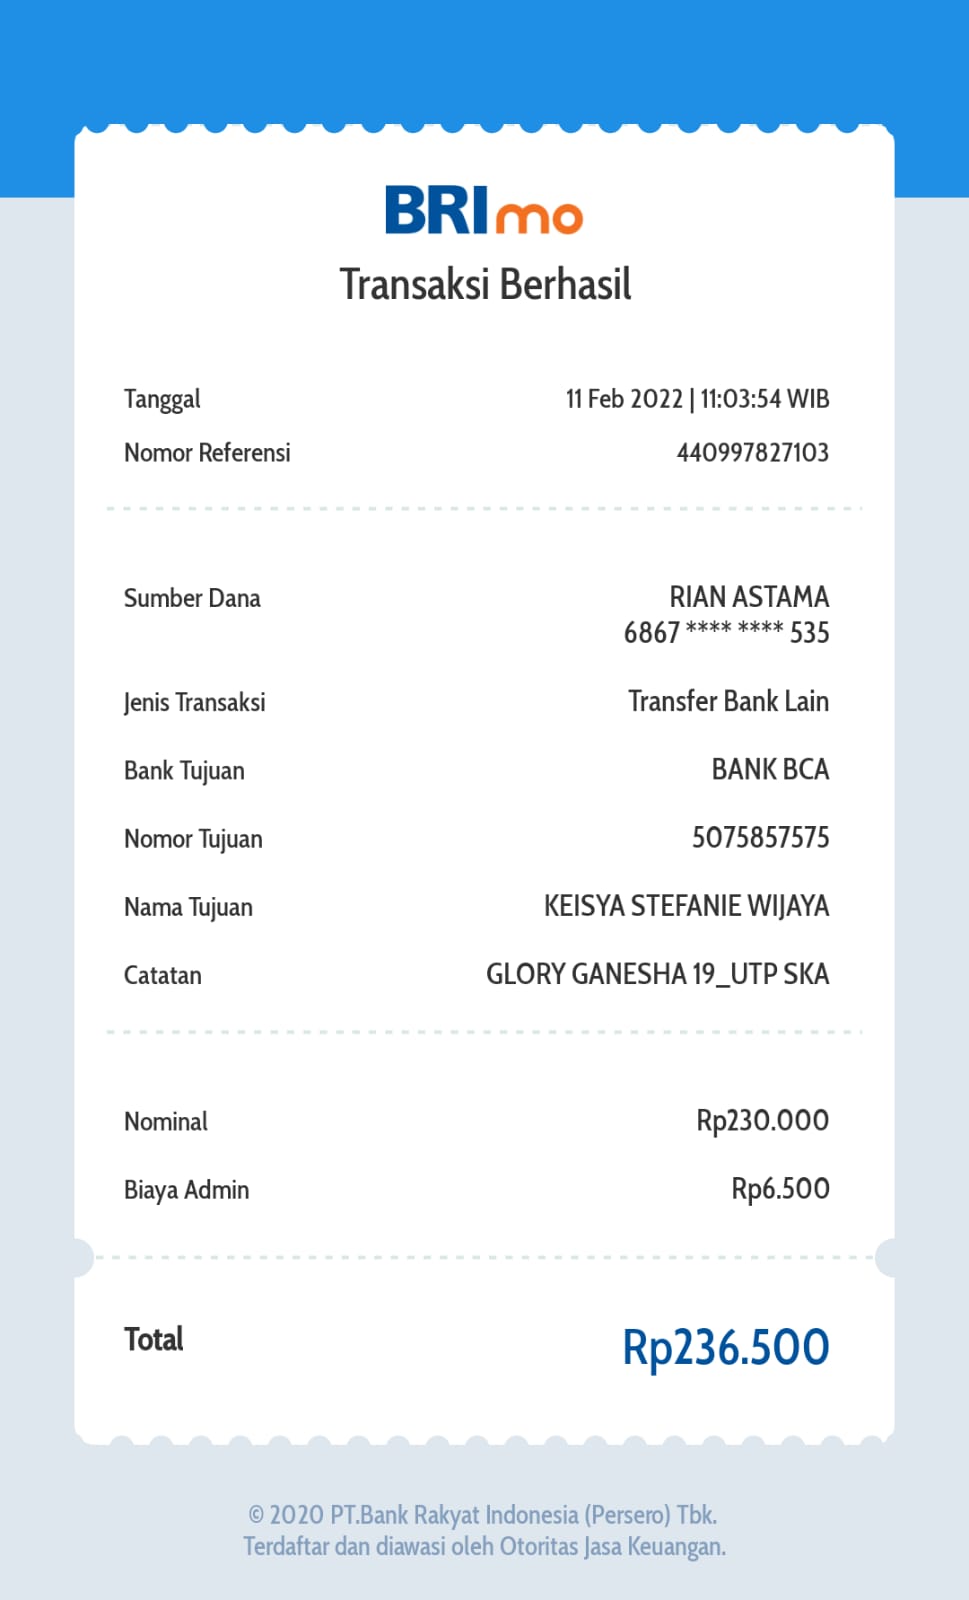 BRImo
Transaksi Berhasil
Tanggal 11 Feb 2022 | 11:03:54 WIB
Nomor Referensi 440997827103
Sumber Dana RIAN ASTAMA
6867 **** **** 535
Jenis Transaksi Transfer Bank Lain
Bank Tujuan BANK BCA
Nomor Tujuan 5075857575
Nama Tujuan KEISYA STEFANIE WIJAYA
Catatan GLORY GANESHA 19_UTP SKA
Nominal Rp230.000
Biaya Admin Rp6.500
Total Rp236.500
© 2020 PT.Bank Rakyat Indonesia (Persero) Tbk.
Terdaftar dan diawasi oleh Otoritas Jasa Keuangan.